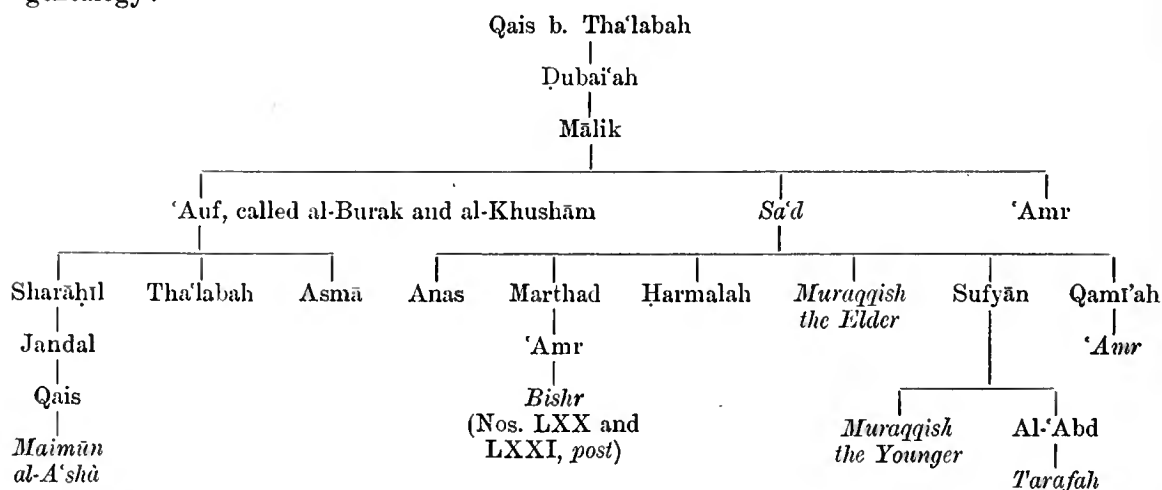 Qais b. Tha‘labah
Ḍubai‘ah
Mālik
‘Auf, called al-Burak and al-Khushām Sa‘d ‘Amr
Sharāḥīl Tha‘labah Asmā Anas Marthad Ḥarmalah Muraqqish the Elder Sufyān Qamī’ah
Jandal ‘Amr ‘Amr
Qais Bishr
(Nos. LXX and LXXI, post)
Muraqqish the Younger Al-‘Abd
Maimūn al-A‘shà
Ṭarafah